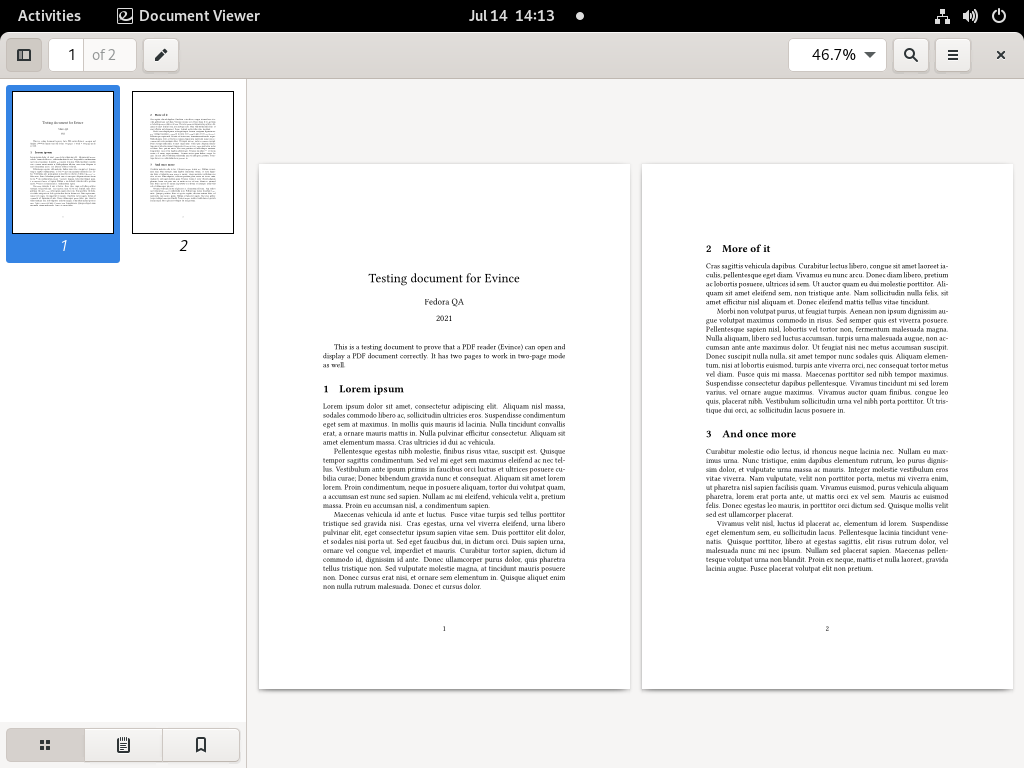 Activities
Document Viewer
Jul 14 14:13
1
of 2
46.7%
1
2
Testing document for Evince
Fedora QA
2021
This is a testing document to prove that a PDF reader (Evince) can open and
display a PDF document correctly. It has two pages to work in two-page mode
as well.
1 Lorem ipsum
Lorem ipsum dolor sit amet, consectetur adipiscing elit. Aliquam nisl massa,
sodales commodo libero ac, sollicitudin ultricies eros. Suspendisse condimentum
eget sem at maximus. In mollis quis mauris id lacinia. Nulla tincidunt convallis
erat, a ornare mauris mattis in. Nulla pulvinar efficitur consectetur. Aliquam sit
amet elementum massa. Cras ultricies id dui ac vehicula.
Pellentesque egestas nibh molestie, finibus risus vitae, suscipit est. Quisque
tempor sagittis condimentum. Sed vel mi eget sem maximus eleifend ac nec tel-
lus. Vestibulum ante ipsum primis in faucibus orci luctus et ultrices posuere cu-
bilia curae; Donec bibendum gravida nunc et consequat. Aliquam sit amet lorem
lorem. Proin condimentum, neque in posuere aliquam, tortor dui volutpat quam,
a accumsan est nunc sed sapien. Nullam ac mi eleifend, vehicula velit a, pretium
massa. Proin eu accumsan nisl, a condimentum sapien.
Maecenas vehicula id ante et luctus. Fusce vitae turpis sed tellus porttitor
tristique sed gravida nisi. Cras egestas, urna vel viverra eleifend, urna libero
pulvinar elit, eget consectetur ipsum sapien vitae sem. Duis porttitor elit dolor,
et sodales nisi porta ut. Sed eget faucibus dui, in dictum orci. Duis sapien urna,
ornare vel congue vel, imperdiet et mauris. Curabitur tortor sapien, dictum id
commodo id, dignissim id ante. Donec ullamcorper purus dolor, quis pharetra
tellus tristique non. Sed vulputate molestie magna, at tincidunt mauris posuere
non. Donec cursus erat nisi, et ornare sem elementum in. Quisque aliquet enim
non nulla rutrum malesuada. Donec et cursus dolor.
1
2 More of it
Cras sagittis vehicula dapibus. Curabitur lectus libero, congue sit amet laoreet ia-
culis, pellentesque eget diam. Vivamus eu nunc arcu. Donec diam libero, pretium
ac lobortis posuere, ultrices id sem. Ut auctor quam eu dui molestie porttitor. Ali-
quam sit amet eleifend sem, non tristique ante. Nam sollicitudin nulla felis, sit
amet efficitur nisl aliquam et. Donec eleifend mattis tellus vitae tincidunt.
Morbi non volutpat purus, ut feugiat turpis. Aenean non ipsum dignissim au-
gue volutpat maximus commodo in risus. Sed semper quis est viverra posuere.
Pellentesque sapien nisl, lobortis vel tortor non, fermentum malesuada magna.
Nulla aliquam, libero sed luctus accumsan, turpis urna malesuada augue, non ac-
cumsan ante ante maximus dolor. Ut feugiat nisi nec metus accumsan suscipit.
Donec suscipit nulla nulla, sit amet tempor nunc sodales quis. Aliquam elemen-
tum, nisi at lobortis euismod, turpis ante viverra orci, nec consequat tortor metus
vel diam. Fusce quis mi massa. Maecenas porttitor sed nibh tempor maximus.
Suspendisse consectetur dapibus pellentesque. Vivamus tincidunt mi sed lorem
varius, vel ornare augue maximus. Vivamus auctor quam finibus, congue leo
quis, placerat nibh. Vestibulum sollicitudin urna vel nibh porta porttitor. Ut tris-
tique dui orci, ac sollicitudin lacus posuere in.
3 And once more
Curabitur molestie odio lectus, id rhoncus neque lacinia non. Nullam eu max-
imus urna. Nunc tristique, enim dapibus elementum rutrum, leo purus dignis-
sim dolor, et vulputate urna massa ac mauris. Integer molestie vestibulum eros
vitae viverra. Nam vulputate, velit non porttitor porta, metus mi viverra enim,
ut pharetra nisl sapien facilisis quam. Vivamus euismod, purus vehicula aliquam
pharetra, lorem erat porta ante, ut mattis orci ex vel sem. Mauris ac euismod
felis. Donec egestas leo mauris, in porttitor orci dictum sed. Quisque mollis velit
sed est ullamcorper placerat.
Vivamus velit nisl, luctus id placerat ac, elementum id lorem. Suspendisse
eget elementum sem, eu sollicitudin lacus. Pellentesque lacinia tincidunt vene-
natis. Quisque porttitor, libero at egestas sagittis, elit risus rutrum dolor, vel
malesuada nunc mi nec ipsum. Nullam sed placerat sapien. Maecenas pellen-
tesque volutpat urna non blandit. Proin ex neque, mattis et nulla laoreet, gravida
lacinia augue. Fusce placerat volutpat elit non pretium.
2